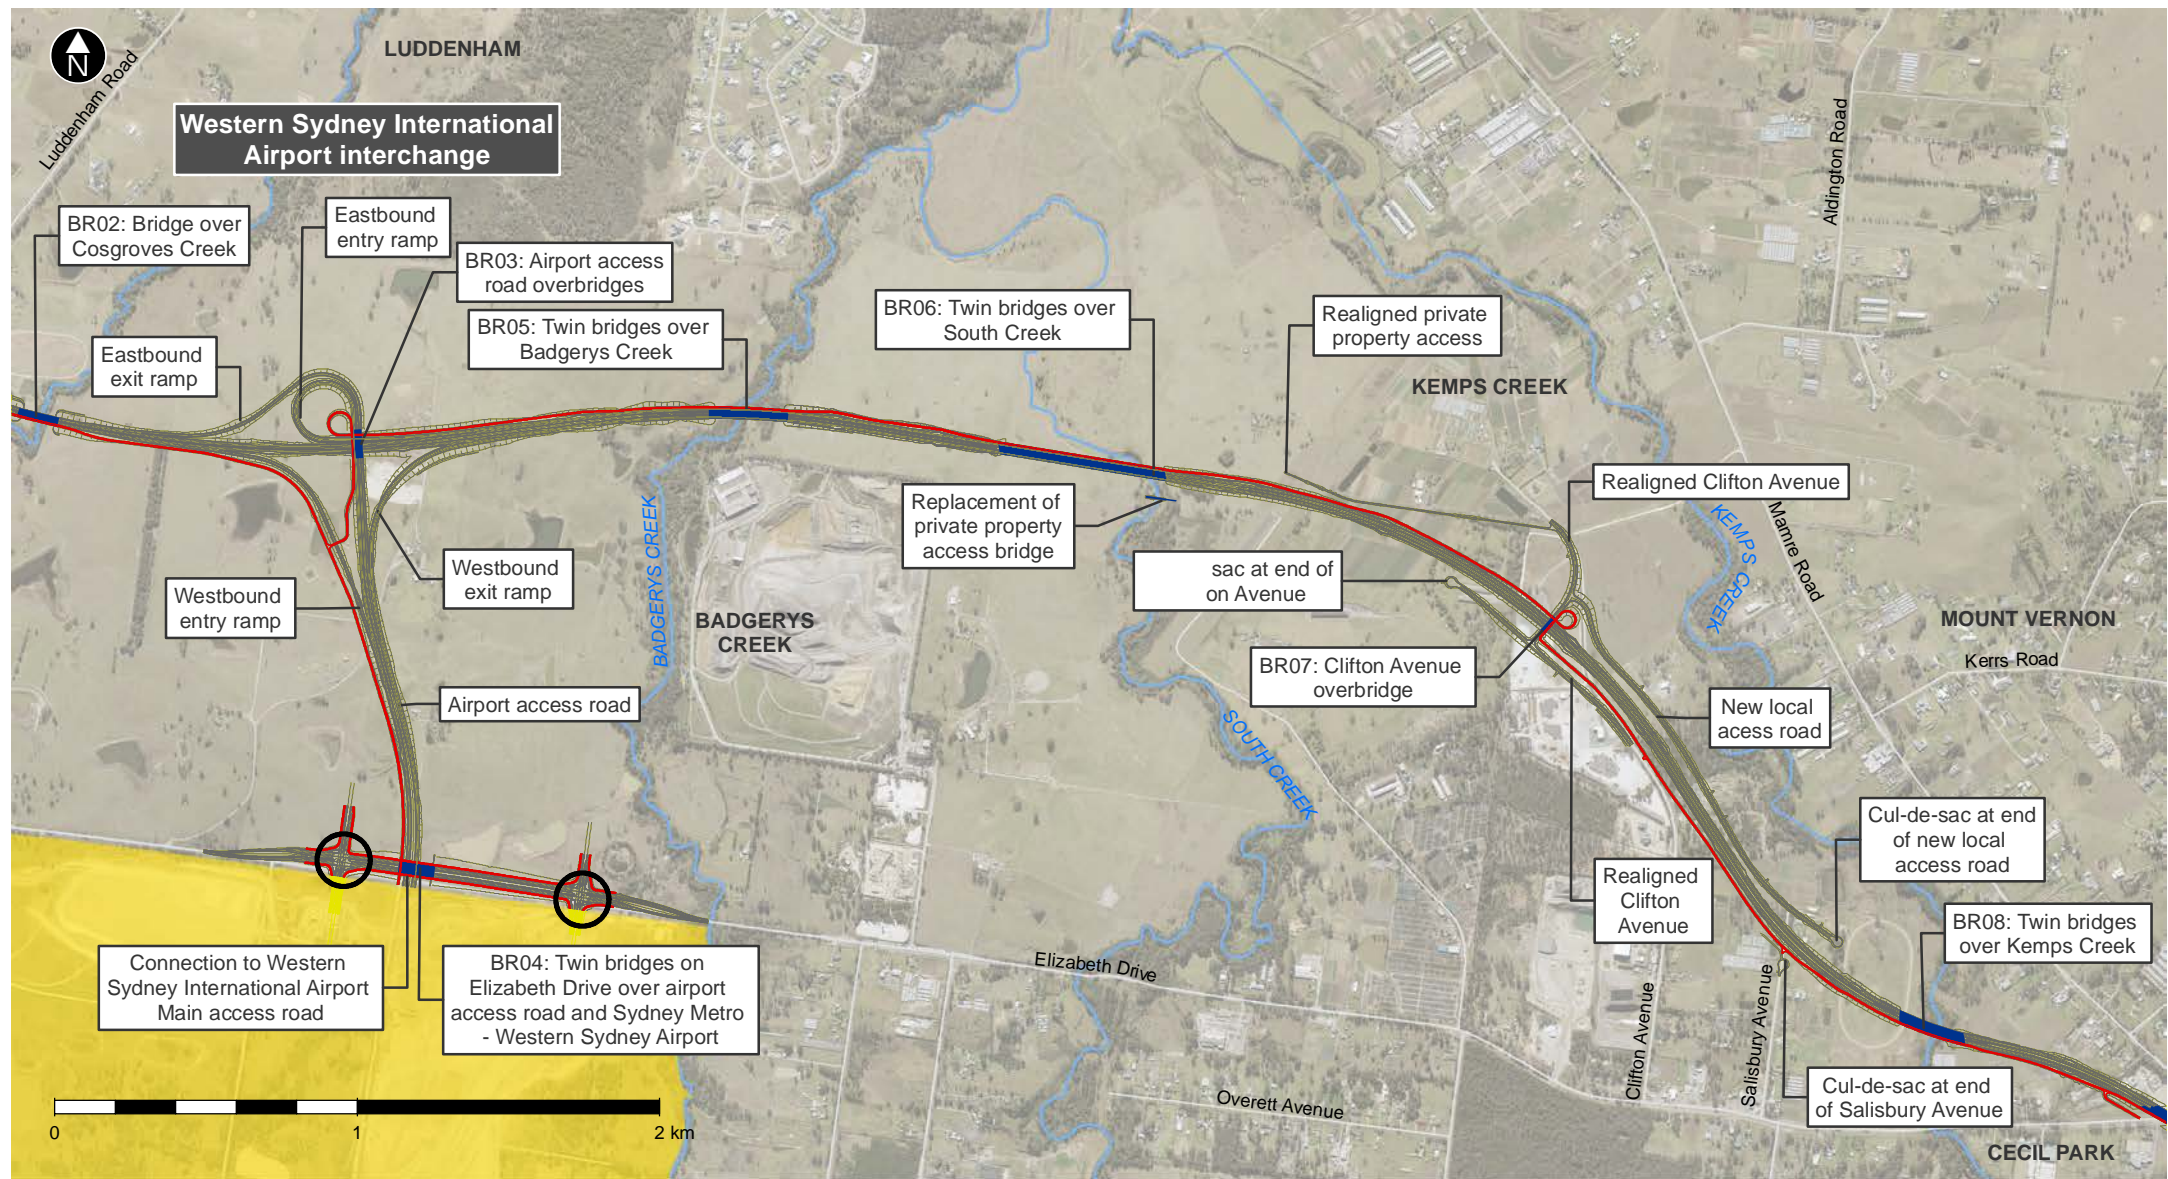 N
Luddenham Road
LUDDENHAM
Western Sydney International
Airport interchange
BR02: Bridge over
Cosgroves Creek
Eastbound
entry ramp
BR03: Airport access
road overbridges
Eastbound
exit ramp
BR05: Twin bridges over
Badgerys Creek
BR06: Twin bridges over
South Creek
Realigned private
property access
Aldington Road
KEMPS CREEK
Realigned Clifton Avenue
Replacement of
private property
access bridge
KEMPS CREEK
Mamre Road
BADGERYS CREEK
Westbound
exit ramp
Westbound
entry ramp
sac at end of
on Avenue
BADGERYS
CREEK
MOUNT VERNON
Kerrs Road
BR07: Clifton Avenue
overbridge
Airport access road
SOUTH CREEK
New local
acess road
Cul-de-sac at end
of new local
access road
Realigned
Clifton
Avenue
BR08: Twin bridges
over Kemps Creek
Connection to Western
Sydney International Airport
Main access road
BR04: Twin bridges on
Elizabeth Drive over airport
access road and Sydney Metro
- Western Sydney Airport
Elizabeth Drive
Clifton Avenue
Salisbury Avenue
Overett Avenue
Cul-de-sac at end
of Salisbury Avenue
CECIL PARK
0 1 2 km